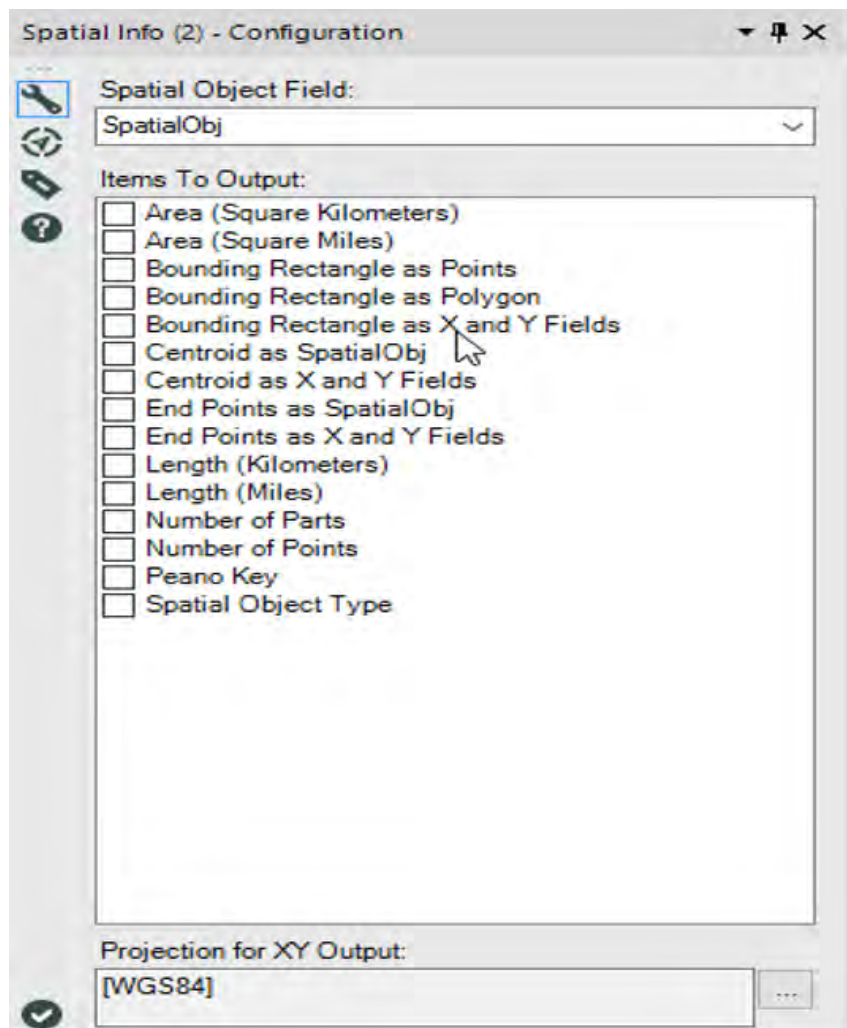 Spatial Info (2) - Configuration
Spatial Object Field:
SpatialObj
Items To Output:
Area (Square Kilometers)
Area (Square Miles)
Bounding Rectangle as Points
Bounding Rectangle as Polygon
Bounding Rectangle as X and Y Fields
Centroid as SpatialObj
Centroid as X and Y Fields
End Points as SpatialObj
End Points as X and Y Fields
Length (Kilometers)
Length (Miles)
Number of Parts
Number of Points
Peano Key
Spatial Object Type
Projection for XY Output:
[WGS84]
...